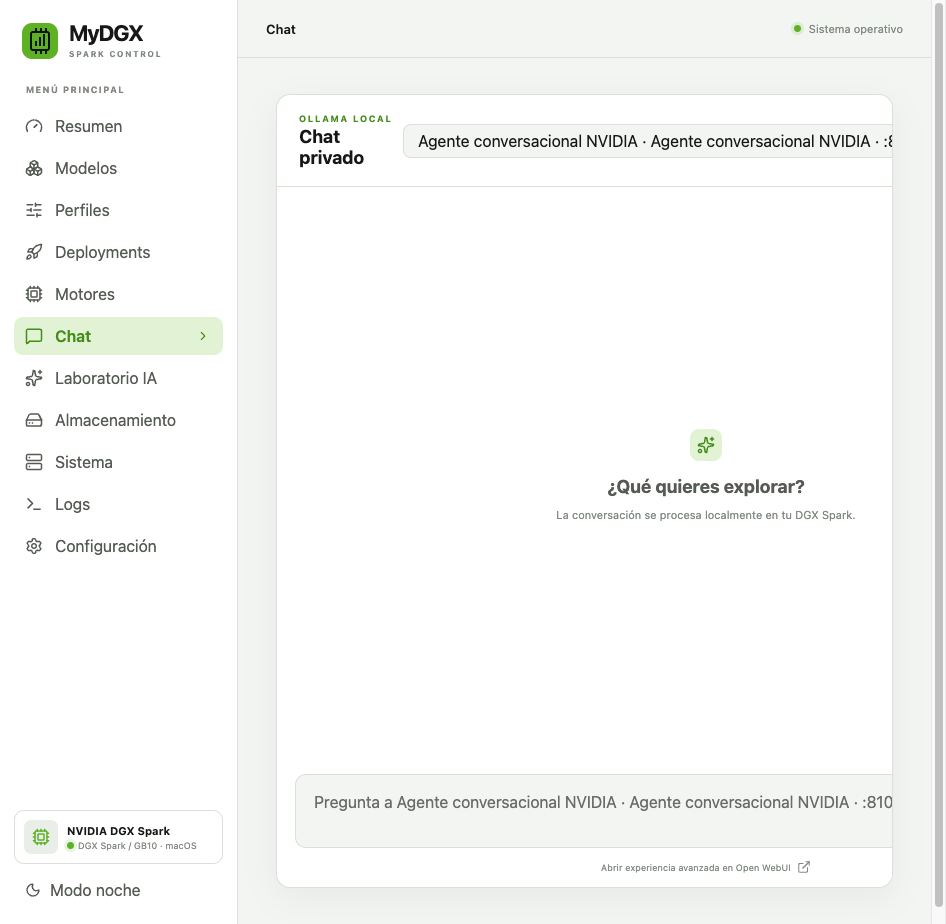 MyDGX
SPARK CONTROL
MENÚ PRINCIPAL
Resumen
Modelos
Perfiles
Deployments
Motores
Chat
Laboratorio IA
Almacenamiento
Sistema
Logs
Configuración
NVIDIA DGX Spark
DGX Spark / GB10 · macOS
Modo noche
Chat
Sistema operativo
OLLAMA LOCAL
Chat
privado
Agente conversacional NVIDIA · Agente conversacional NVIDIA · :8
¿Qué quieres explorar?
La conversación se procesa localmente en tu DGX Spark.
Pregunta a Agente conversacional NVIDIA · Agente conversacional NVIDIA · :810
Abrir experiencia avanzada en Open WebUI